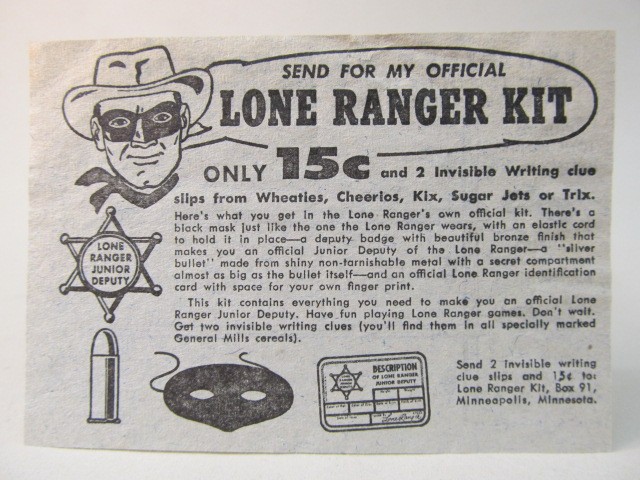 SEND FOR MY OFFICIAL
LONE RANGER KIT
ONLY 15c and 2 Invisible Writing clue
slips from Wheaties, Cheerios, Kix, Sugar Jets or Trix.
Here's what you get in the Lone Ranger's own official kit. There's a
black mask just like the one the Lone Ranger wears, with an elastic cord
to hold it in place—a deputy badge with beautiful bronze finish that
makes you an official Junior Deputy of the Lone Ranger—a "silver
bullet" made from shiny non-tarnishable metal with a secret compartment
almost as big as the bullet itself—and an official Lone Ranger identification
card with space for your own finger print.
This kit contains everything you need to make you an official Lone
Ranger Junior Deputy. Have fun playing Lone Ranger games. Don't wait.
Get two invisible writing clues (you'll find them in all specially marked
General Mills cereals).
LONE
RANGER
JUNIOR
DEPUTY
DESCRIPTION
OF LONE RANGER
JUNIOR DEPUTY
Send 2 Invisible writing
clue slips and 15¢ to:
Lone Ranger Kit, Box 91,
Minneapolis, Minnesota.